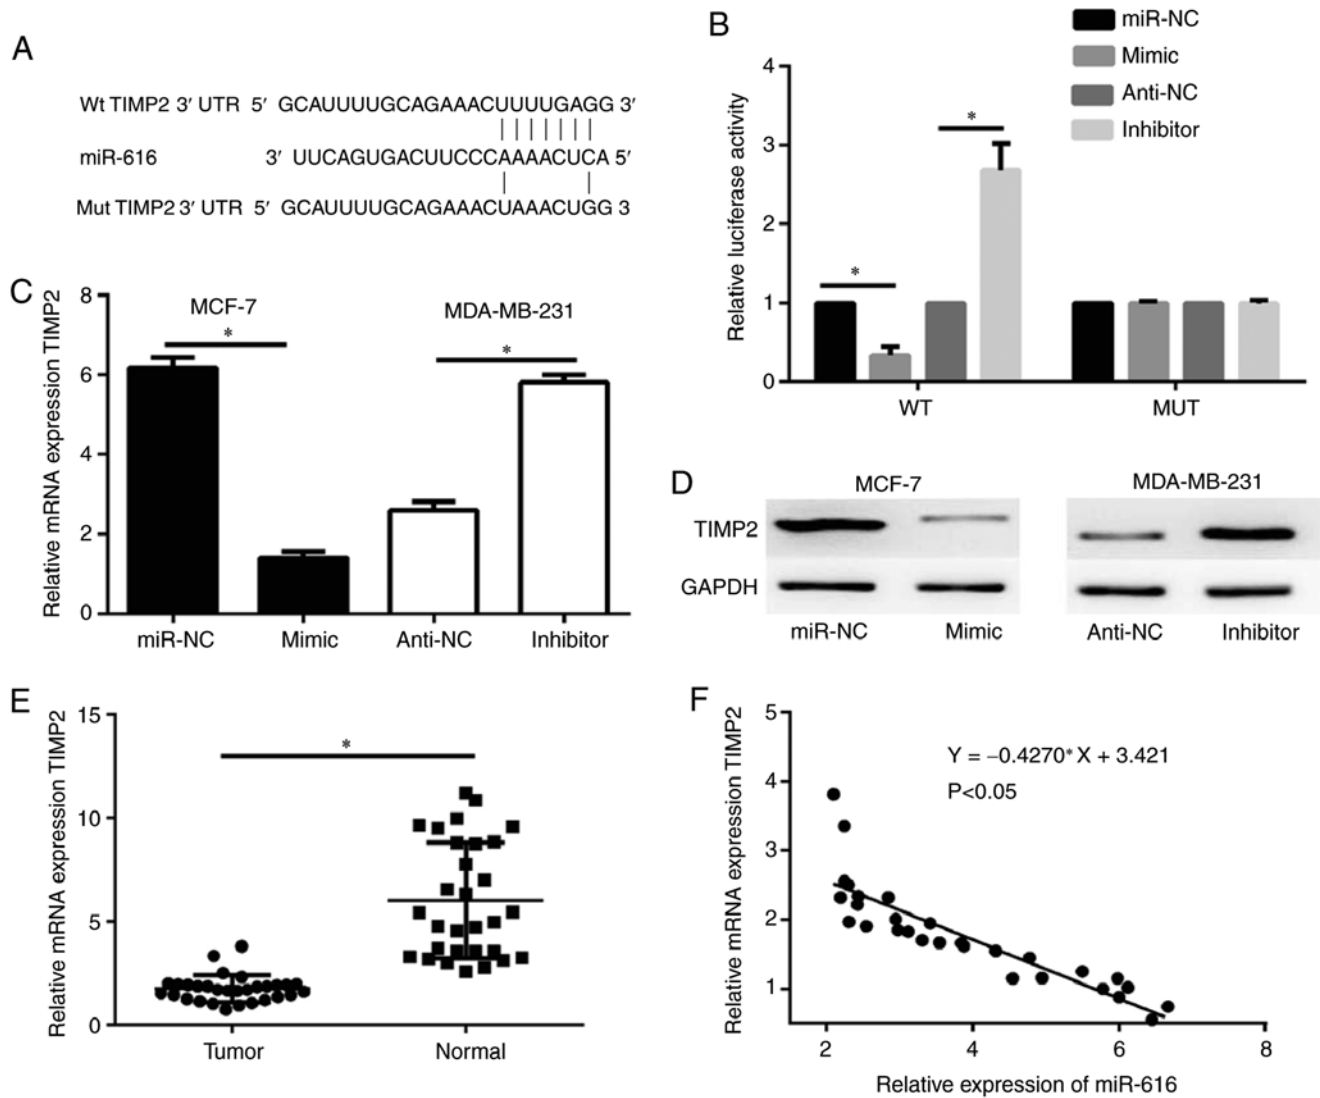 A
Wt TIMP2 3′ UTR 5′ GCAUUUUGCAGAAACUUUUGAGG 3′
miR-616 3′ UUCAGUGACUUCCCAAAACUCA 5′
Mut TIMP2 3′ UTR 5′ GCAUUUUGCAGAAACUAAACUGG 3
B
miR-NC
Mimic
Anti-NC
Inhibitor
Relative luciferase activity
4
3
2
1
0
*
*
WT MUT
C
Relative mRNA expression TIMP2
8
6
4
2
0
MCF-7
*
MDA-MB-231
*
miR-NC Mimic Anti-NC Inhibitor
D
MCF-7 MDA-MB-231
TIMP2
GAPDH
miR-NC Mimic Anti-NC Inhibitor
E
Relative mRNA expression TIMP2
15
10
5
0
*
Tumor Normal
F
Relative mRNA expression TIMP2
5
4
3
2
1
Y = −0.4270* X + 3.421
P<0.05
2 4 6 8
Relative expression of miR-616